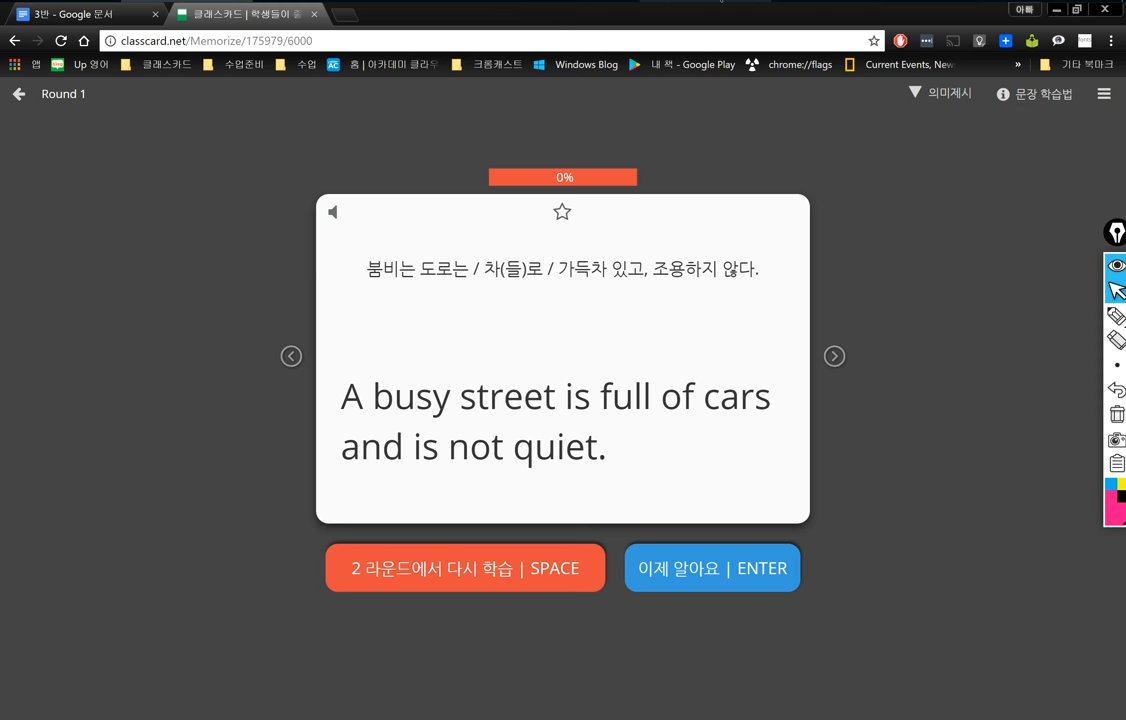 3반 - Google 문서
클래스카드 | 학생들이 줄
아빠
classcard.net/Memorize/175979/6000
앱
Up 영어
클래스카드
수업준비
수업
홈 | 아카데미 클라우
크롬캐스트
Windows Blog
내 책 - Google Play
chrome://flags
Current Events, New
»
기타 북마크
Round 1
의미제시
문장 학습법
0%
붐비는 도로는 / 차(들)로 / 가득차 있고, 조용하지 않다.
A busy street is full of cars
and is not quiet.
2 라운드에서 다시 학습 | SPACE
이제 알아요 | ENTER